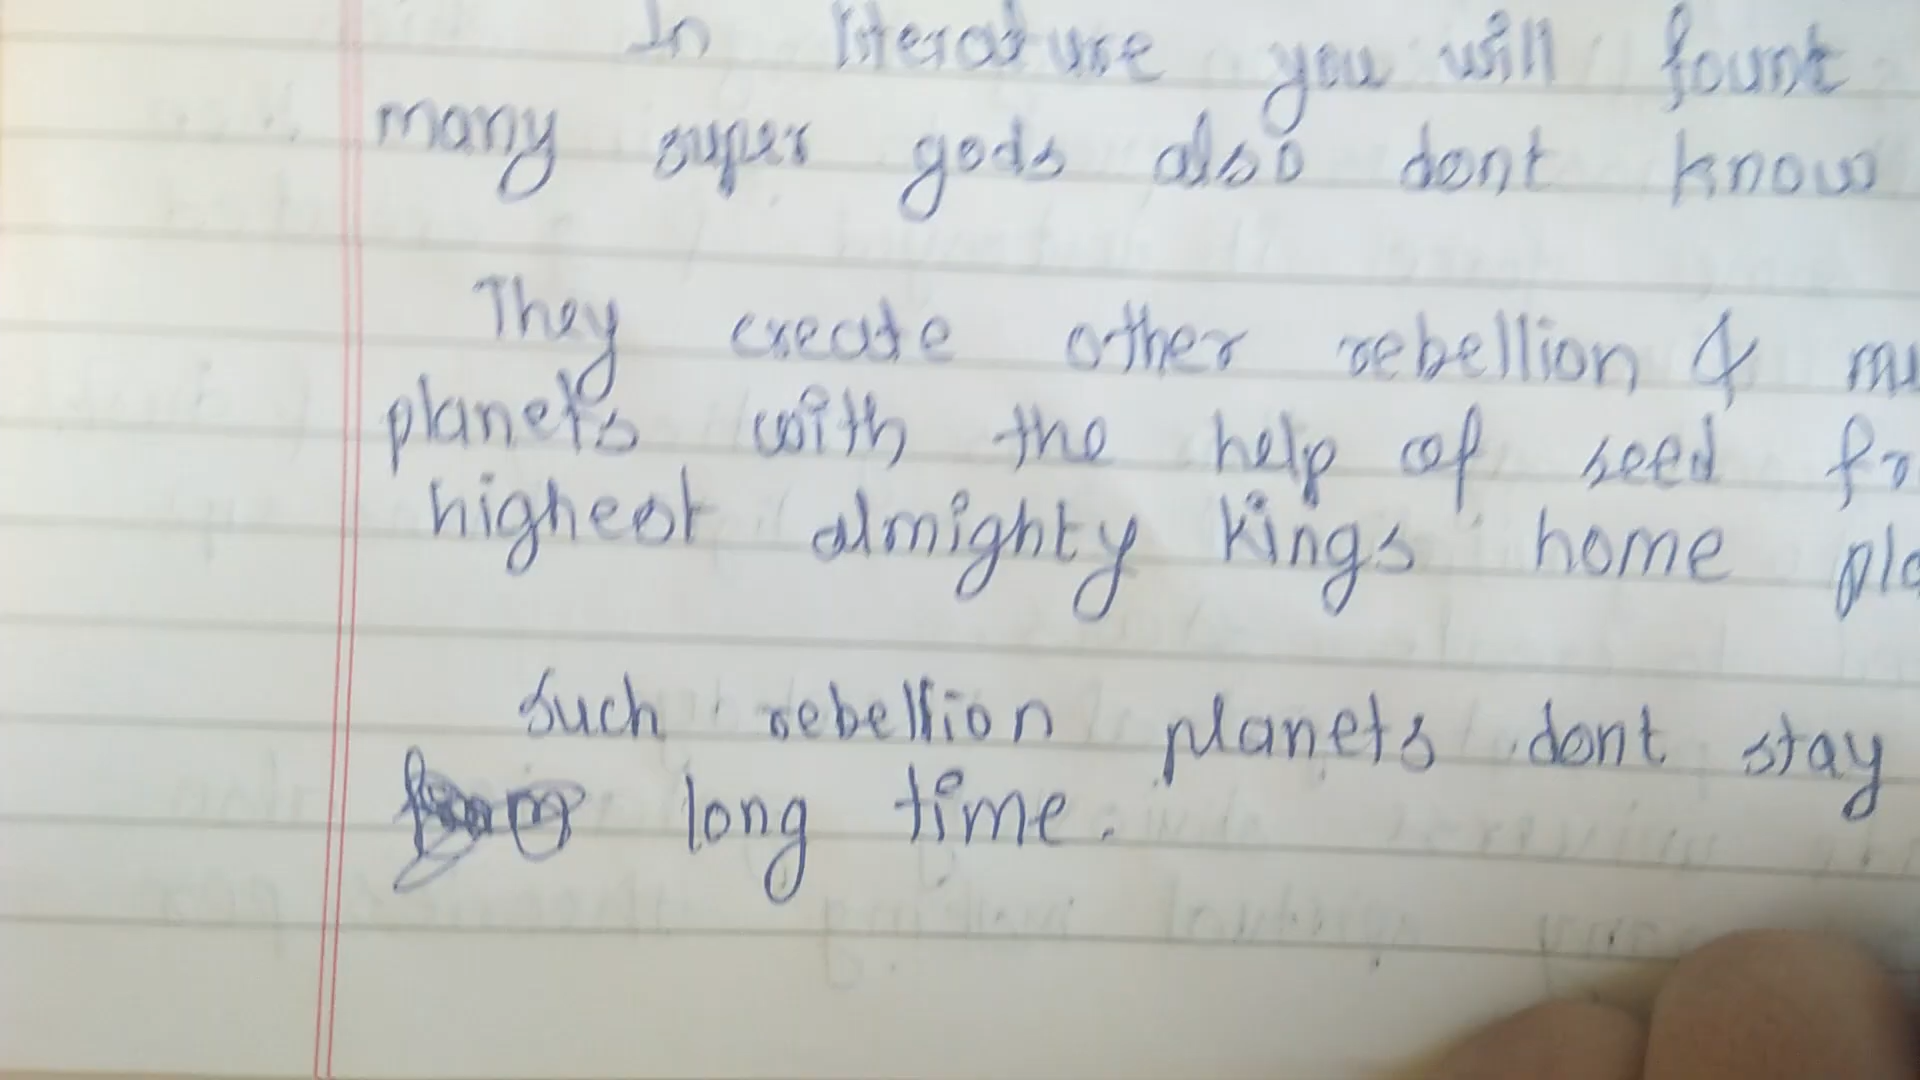 In literature you will fount
many super gods also dont know
They create other rebellion &
planets with the help of seed
highest almighty kings home
Such rebellion planets dont stay
long time.